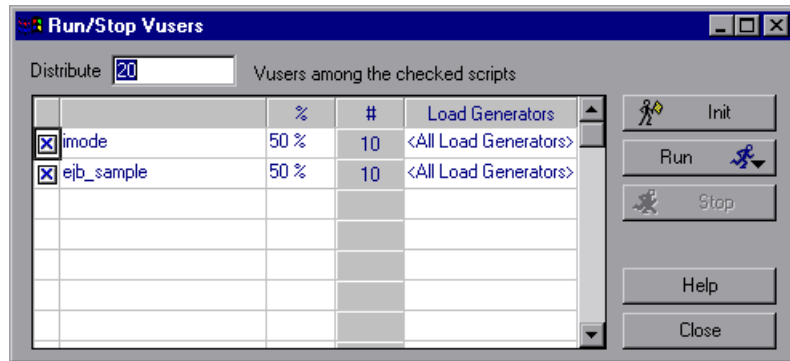 Run/Stop Vusers
Distribute 20 Vusers among the checked scripts
% # Load Generators
imode 50 % 10 <All Load Generators>
ejb_sample 50 % 10 <All Load Generators>
Init
Run
Stop
Help
Close